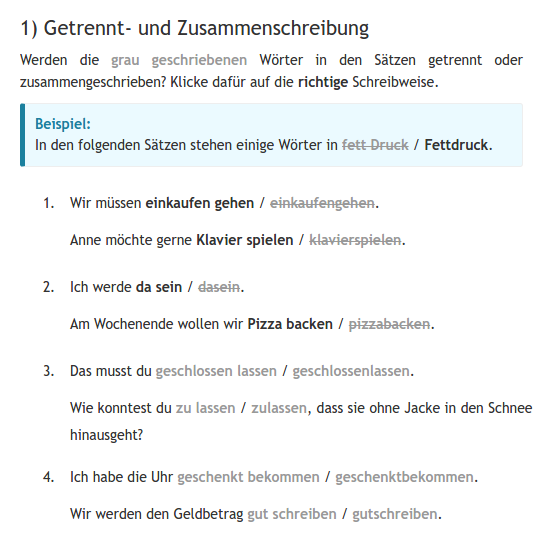 1) Getrennt- und Zusammenschreibung
Werden die grau geschriebenen Wörter in den Sätzen getrennt oder
zusammengeschrieben? Klicke dafür auf die richtige Schreibweise.
Beispiel:
In den folgenden Sätzen stehen einige Wörter in fett Druck / Fettdruck.
1. Wir müssen einkaufen gehen / einkaufengehen.
Anne möchte gerne Klavier spielen / klavierspielen.
2. Ich werde da sein / dasein.
Am Wochenende wollen wir Pizza backen / pizzabacken.
3. Das musst du geschlossen lassen / geschlossenlassen.
Wie konntest du zu lassen / zulassen, dass sie ohne Jacke in den Schnee
hinausgeht?
4. Ich habe die Uhr geschenkt bekommen / geschenktbekommen.
Wir werden den Geldbetrag gut schreiben / gutschreiben.